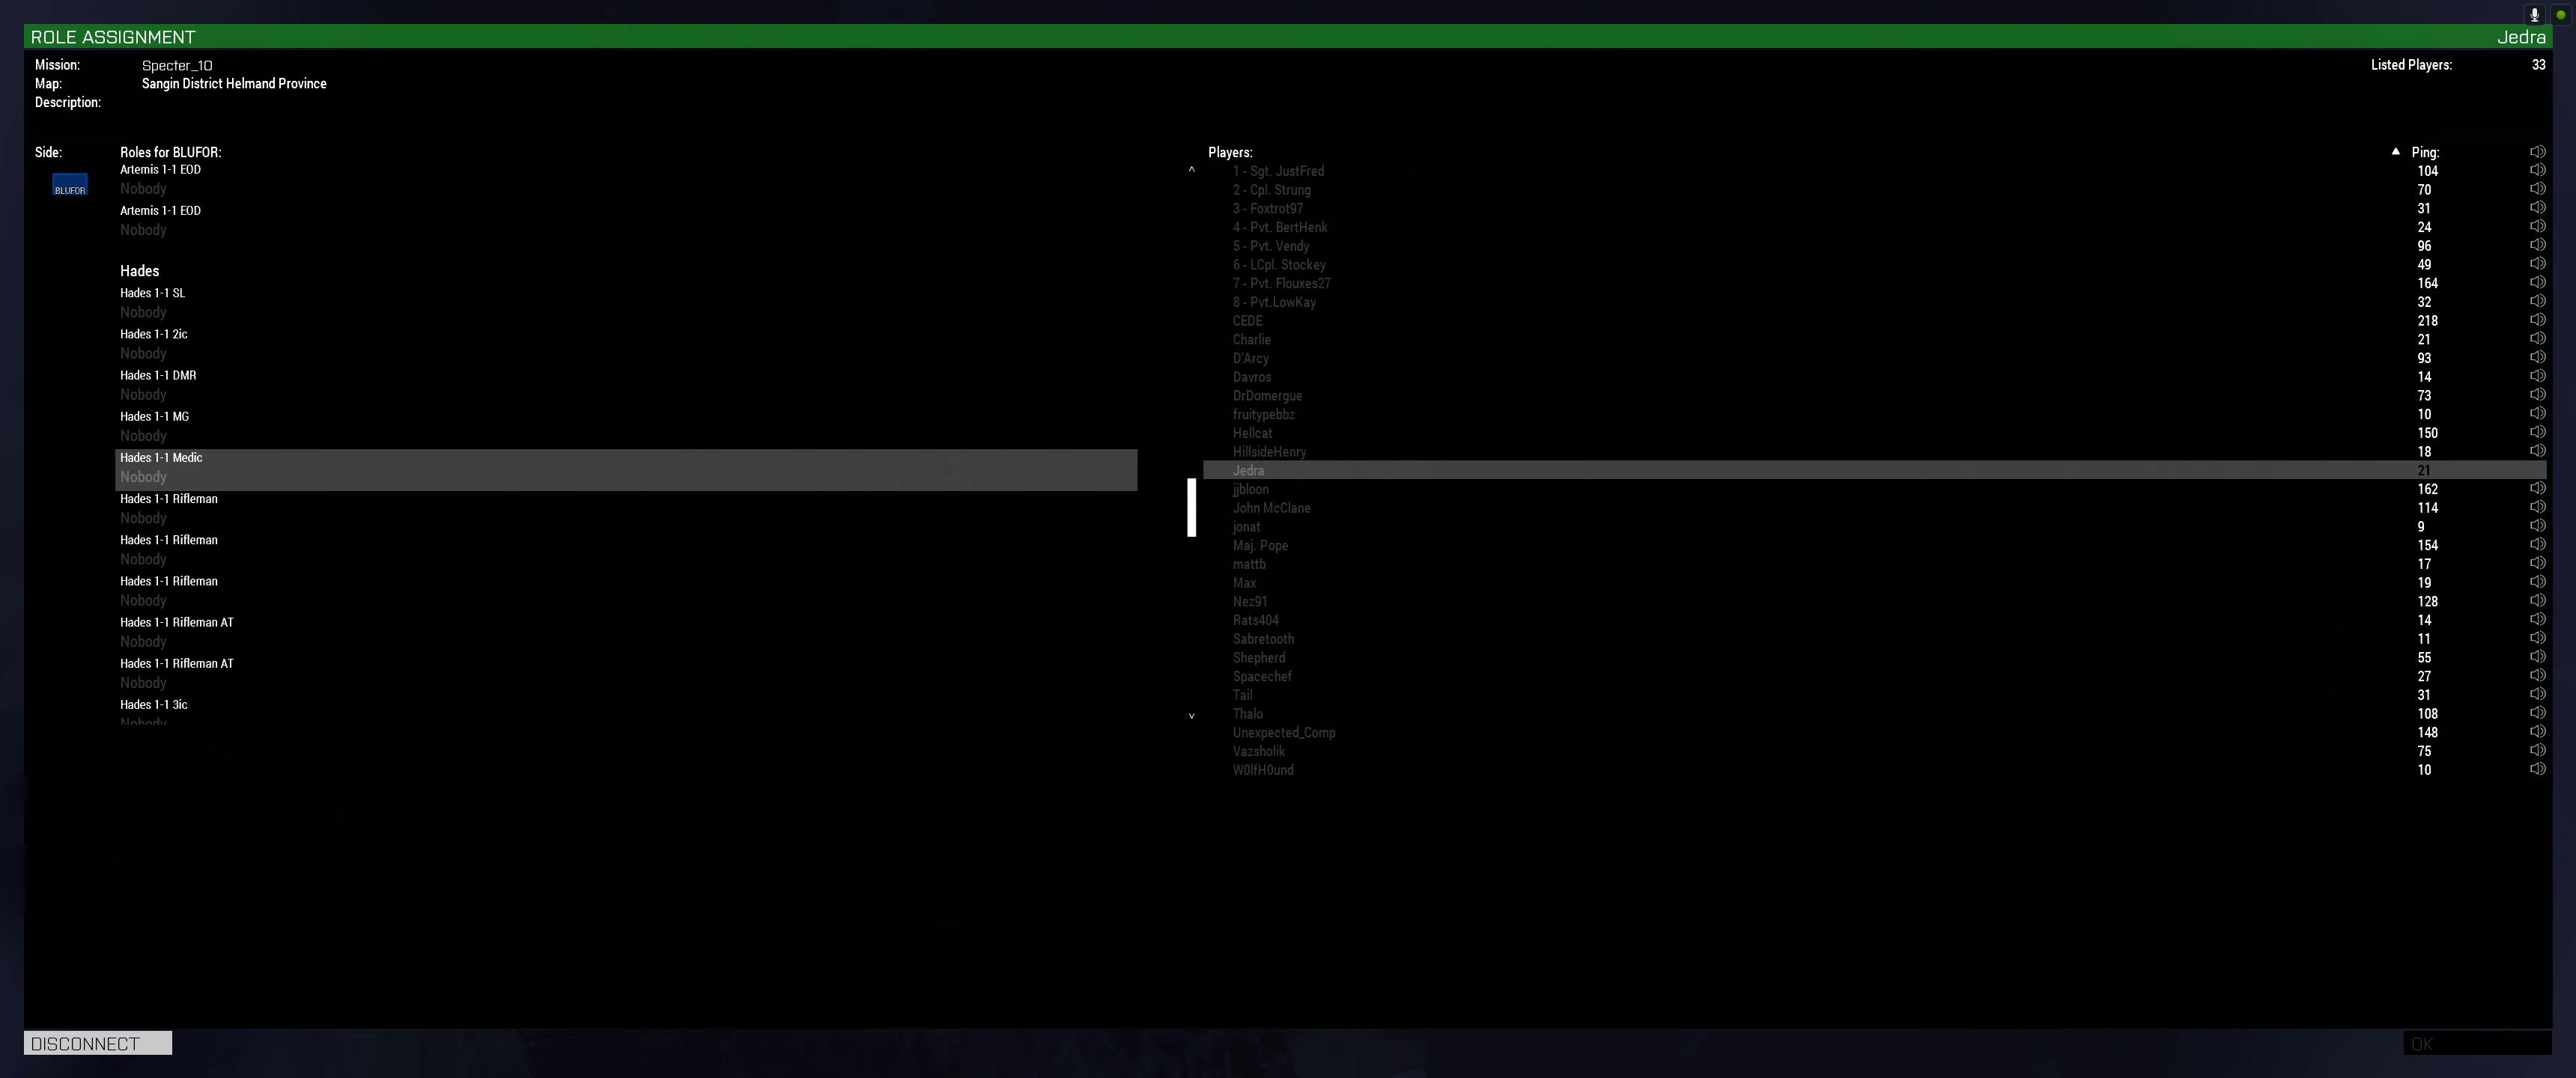 ROLE ASSIGNMENT Jedra
Mission: Specter_10 Listed Players: 33
Map: Sangin District Helmand Province
Description:
Side: Roles for BLUFOR:
BLUFOR
Artemis 1-1 EOD
Nobody
Artemis 1-1 EOD
Nobody
Hades
Hades 1-1 SL
Nobody
Hades 1-1 2ic
Nobody
Hades 1-1 DMR
Nobody
Hades 1-1 MG
Nobody
Hades 1-1 Medic
Nobody
Hades 1-1 Rifleman
Nobody
Hades 1-1 Rifleman
Nobody
Hades 1-1 Rifleman
Nobody
Hades 1-1 Rifleman AT
Nobody
Hades 1-1 Rifleman AT
Nobody
Hades 1-1 3ic
Nobody
Players: Ping:
1 - Sgt. JustFred 104
2 - Cpl. Strung 70
3 - Foxtrot97 31
4 - Pvt. BertHenk 24
5 - Pvt. Vendy 96
6 - LCpl. Stockey 49
7 - Pvt. Flouxes27 164
8 - Pvt.LowKay 32
CEDE 218
Charlie 21
D'Arcy 93
Davros 14
DrDomergue 73
fruitypebbz 10
Hellcat 150
HillsideHenry 18
Jedra 21
jjbloon 162
John McClane 114
jonat 9
Maj. Pope 154
mattb 17
Max 19
Nez91 128
Rats404 14
Sabretooth 11
Shepherd 55
Spacechef 27
Tail 31
Thalo 108
Unexpected_Comp 148
Vazsholik 75
W0lfH0und 10
DISCONNECT OK